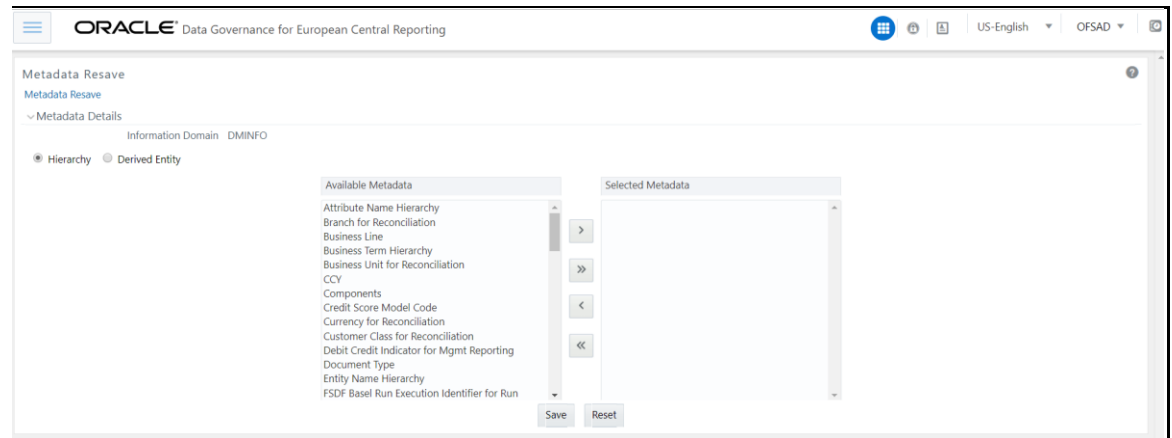 ORACLE® Data Governance for European Central Reporting
US-English
OFSAD
Metadata Resave
Metadata Resave
Metadata Details
Information Domain DMINFO
Hierarchy Derived Entity
Available Metadata
Selected Metadata
Attribute Name Hierarchy
Branch for Reconciliation
Business Line
Business Term Hierarchy
Business Unit for Reconciliation
CCY
Components
Credit Score Model Code
Currency for Reconciliation
Customer Class for Reconciliation
Debit Credit Indicator for Mgmt Reporting
Document Type
Entity Name Hierarchy
FSDF Basel Run Execution Identifier for Run
Save Reset